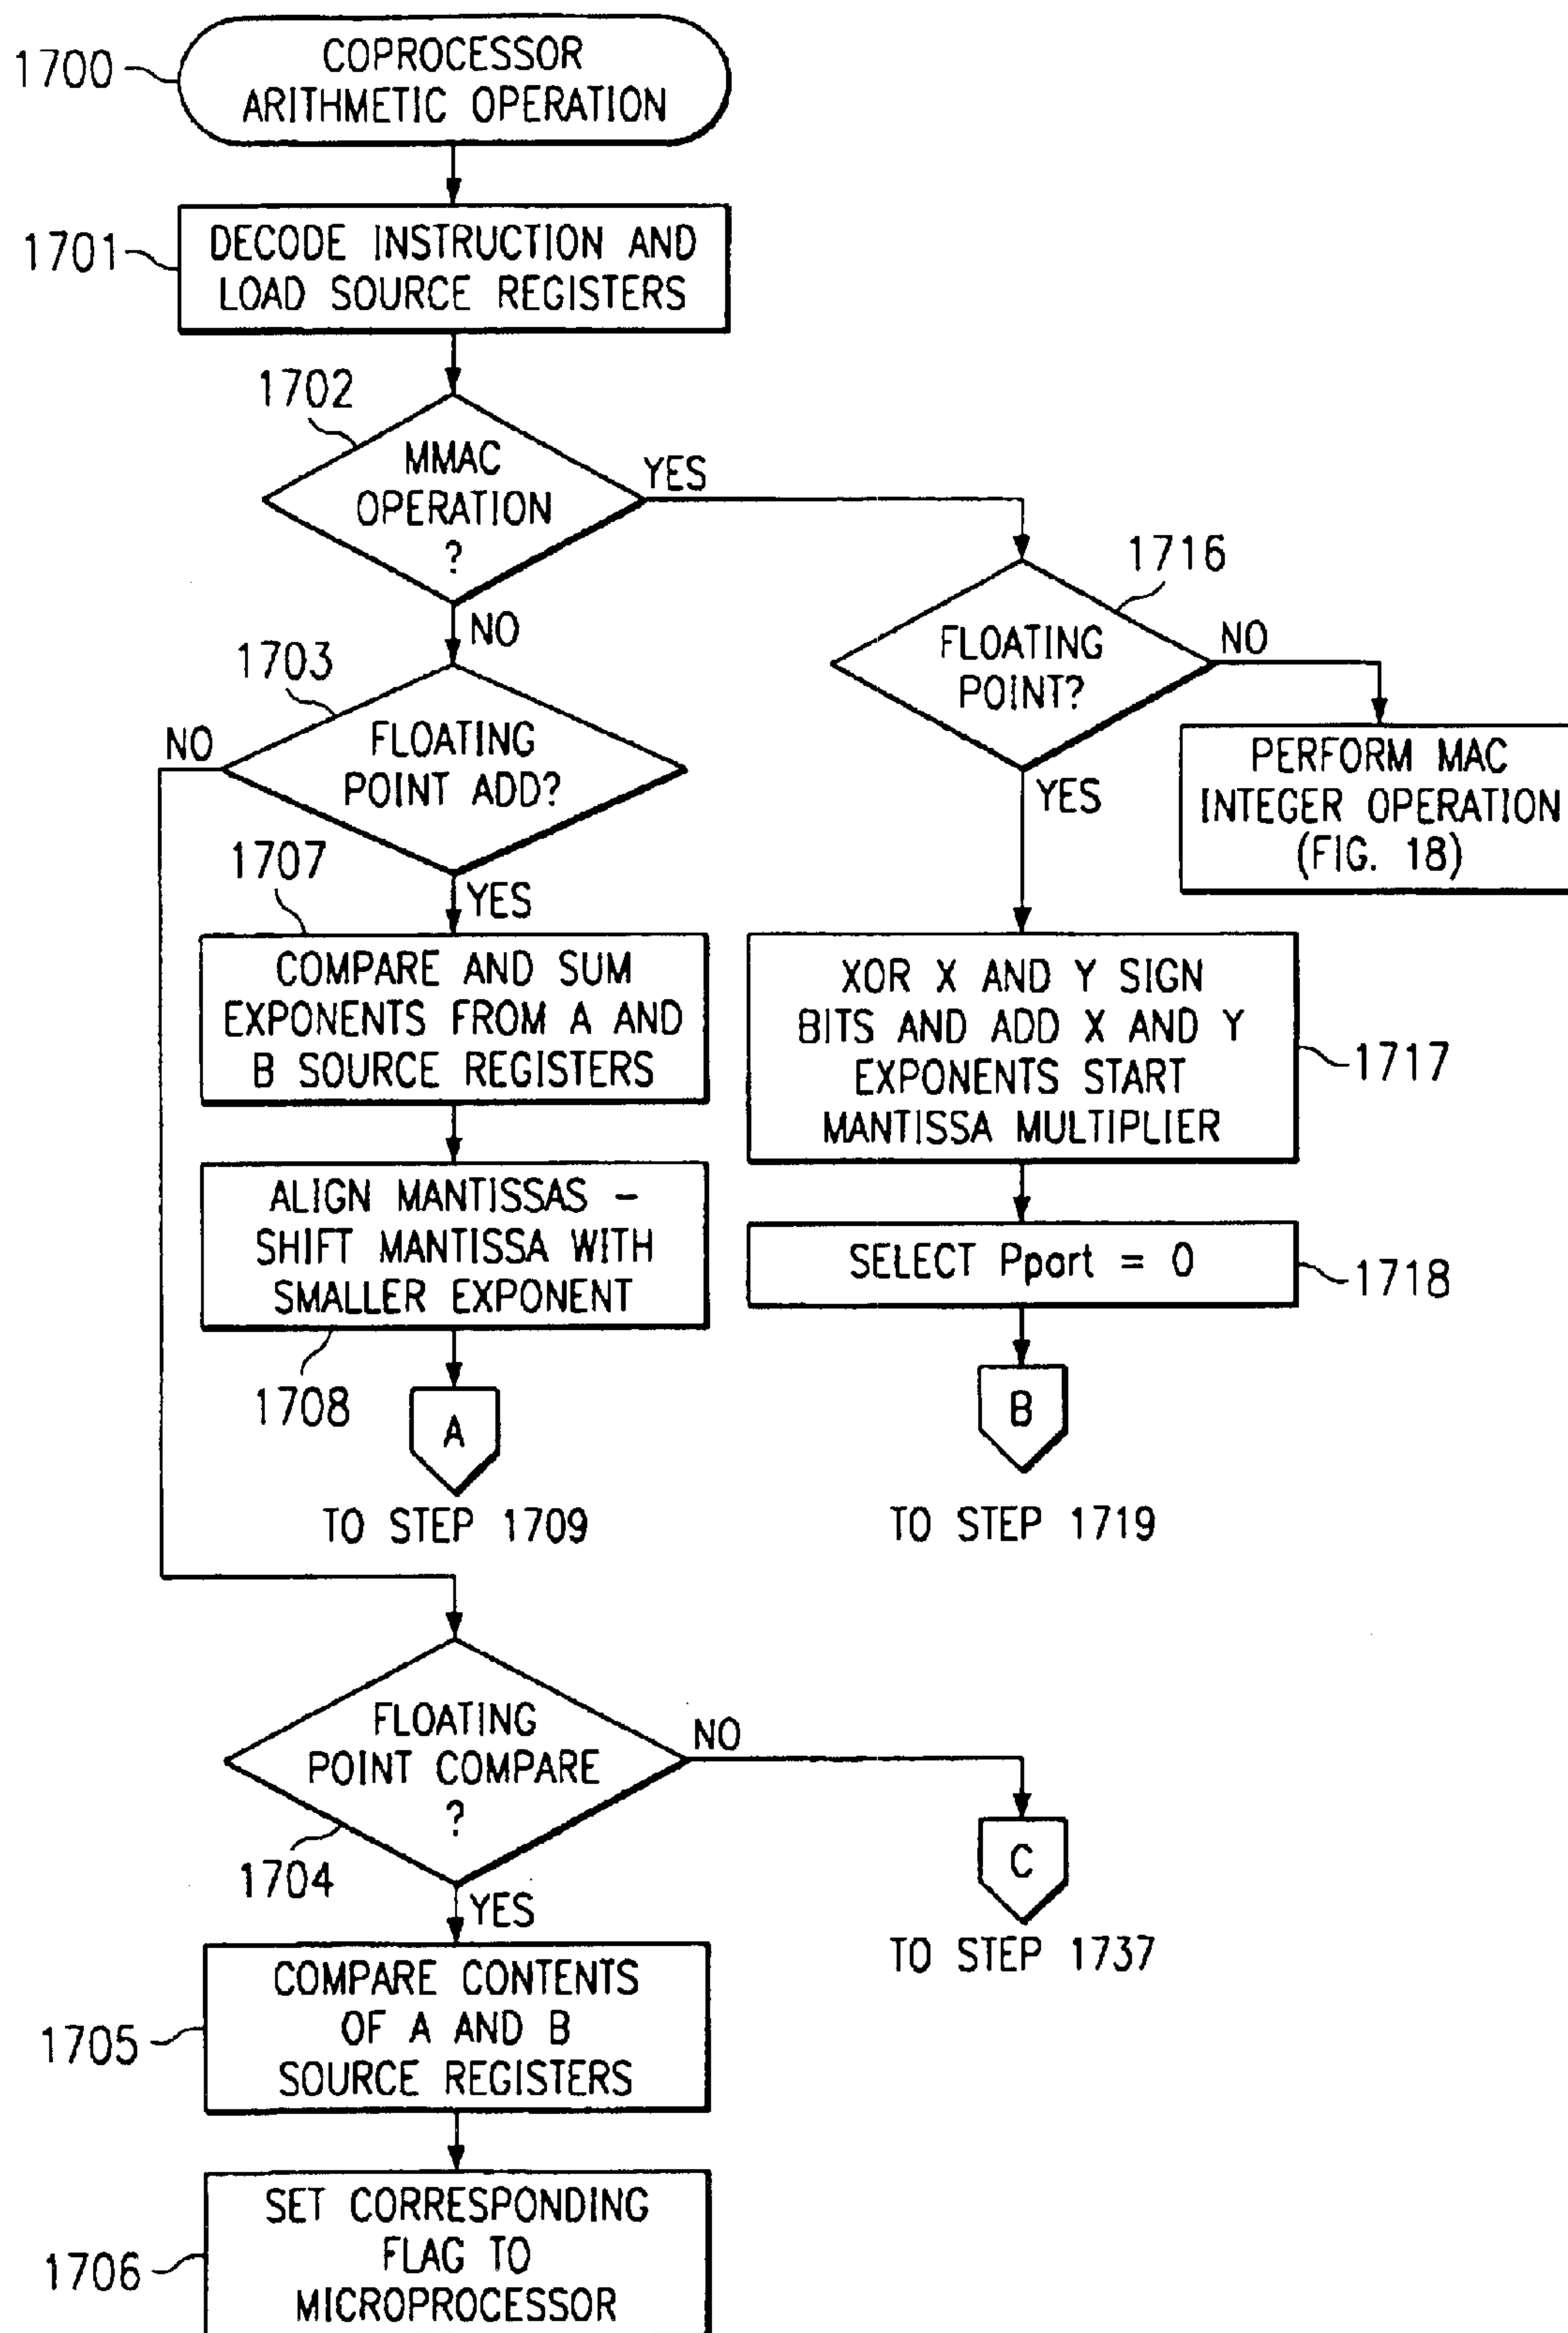 1700
COPROCESSOR
ARITHMETIC OPERATION
1701
DECODE INSTRUCTION AND
LOAD SOURCE REGISTERS
1702
MMAC
OPERATION
?
YES
NO
1716
FLOATING
POINT?
NO
YES
PERFORM MAC
INTEGER OPERATION
(FIG. 18)
1703
FLOATING
POINT ADD?
NO
YES
1707
COMPARE AND SUM
EXPONENTS FROM A AND
B SOURCE REGISTERS
ALIGN MANTISSAS –
SHIFT MANTISSA WITH
SMALLER EXPONENT
1708
A
TO STEP 1709
XOR X AND Y SIGN
BITS AND ADD X AND Y
EXPONENTS START
MANTISSA MULTIPLIER
1717
SELECT Ppart = 0
1718
B
TO STEP 1719
FLOATING
POINT COMPARE
?
1704
NO
YES
C
TO STEP 1737
COMPARE CONTENTS
OF A AND B
SOURCE REGISTERS
1705
SET CORRESPONDING
FLAG TO
MICROPROCESSOR
1706